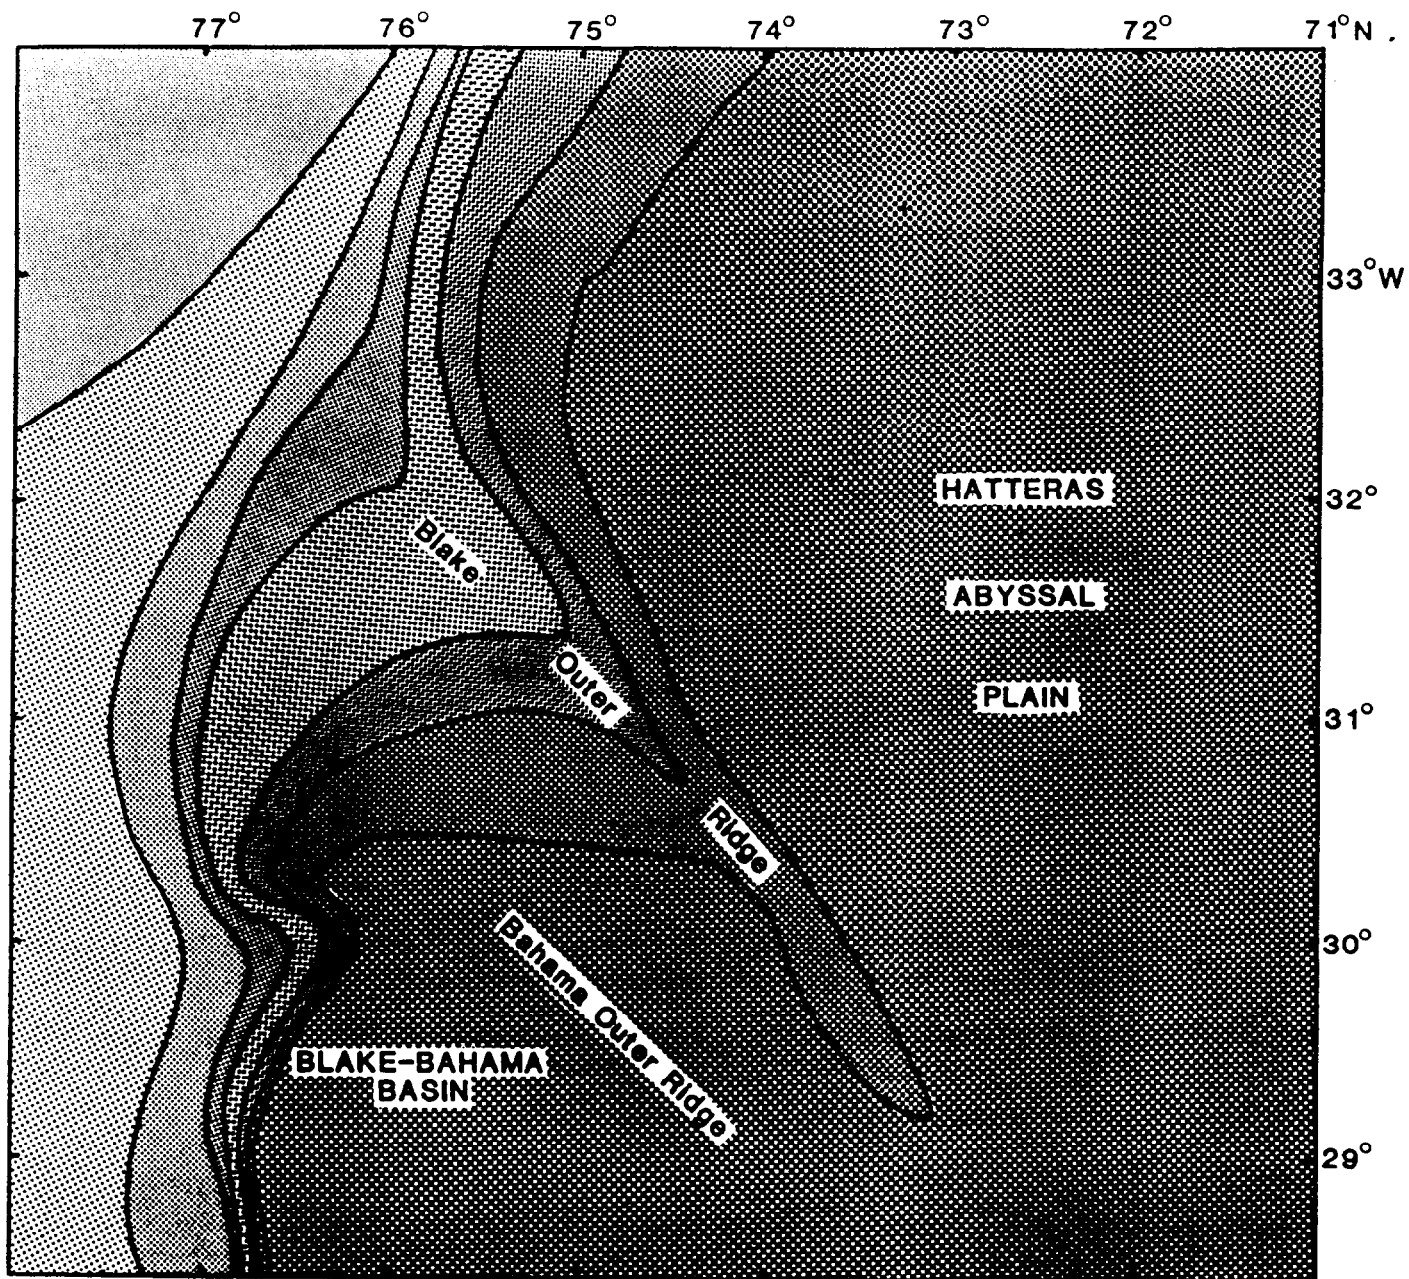 77° 76° 75° 74° 73° 72° 71°N .
33°W
HATTERAS
32°
Blake
ABYSSAL
Outer
PLAIN
31°
Ridge
30°
Bahama Outer Ridge
BLAKE-BAHAMA
BASIN
29°